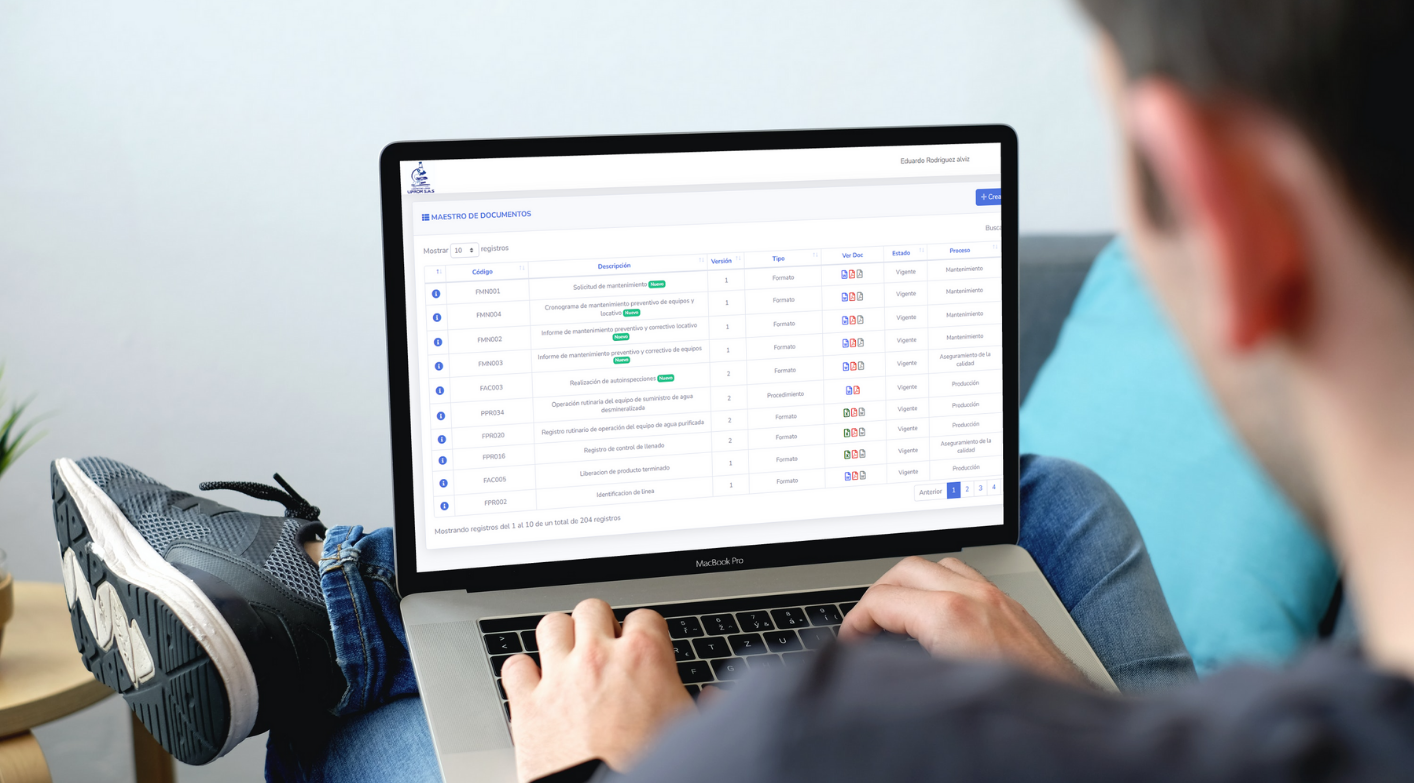 LIPROM S.A.S
Eduardo Rodriguez alviz
MAESTRO DE DOCUMENTOS
+ Crea
Mostrar 10 registros
Busca
Código Descripción Versión Tipo Ver Doc Estado Proceso
FMN001 Solicitud de mantenimiento Nuevo 1 Formato Vigente Mantenimiento
FMN004 Cronograma de mantenimiento preventivo de equipos y
locativo Nuevo 1 Formato Vigente Mantenimiento
FMN002 Informe de mantenimiento preventivo y correctivo locativo
Nuevo 1 Formato Vigente Mantenimiento
FMN003 Informe de mantenimiento preventivo y correctiva de equipos
Nuevo 1 Formato Vigente Mantenimiento
FAC003 Realización de autoinspecciones Nuevo 2 Formato Vigente Aseguramiento de la
calidad
PPR034 Operación rutinaria del equipo de suministro de agua
desmineralizada 2 Procedimiento Vigente Producción
FPR020 Registro rutinario de operación del equipo de agua purificada 2 Formato Vigente Producción
FPR016 Registro de control de llenado 2 Formato Vigente Producción
FAC005 Liberacion de producto terminado 1 Formato Vigente Aseguramiento de la
calidad
FPR002 Identificacion de linea 1 Formato Vigente Producción
Mostrando registros del 1 al 10 de un total de 204 registros
Anterior 1 2 3 4
MacBook Pro
5 6 7 8 9
R T Z U I
F G